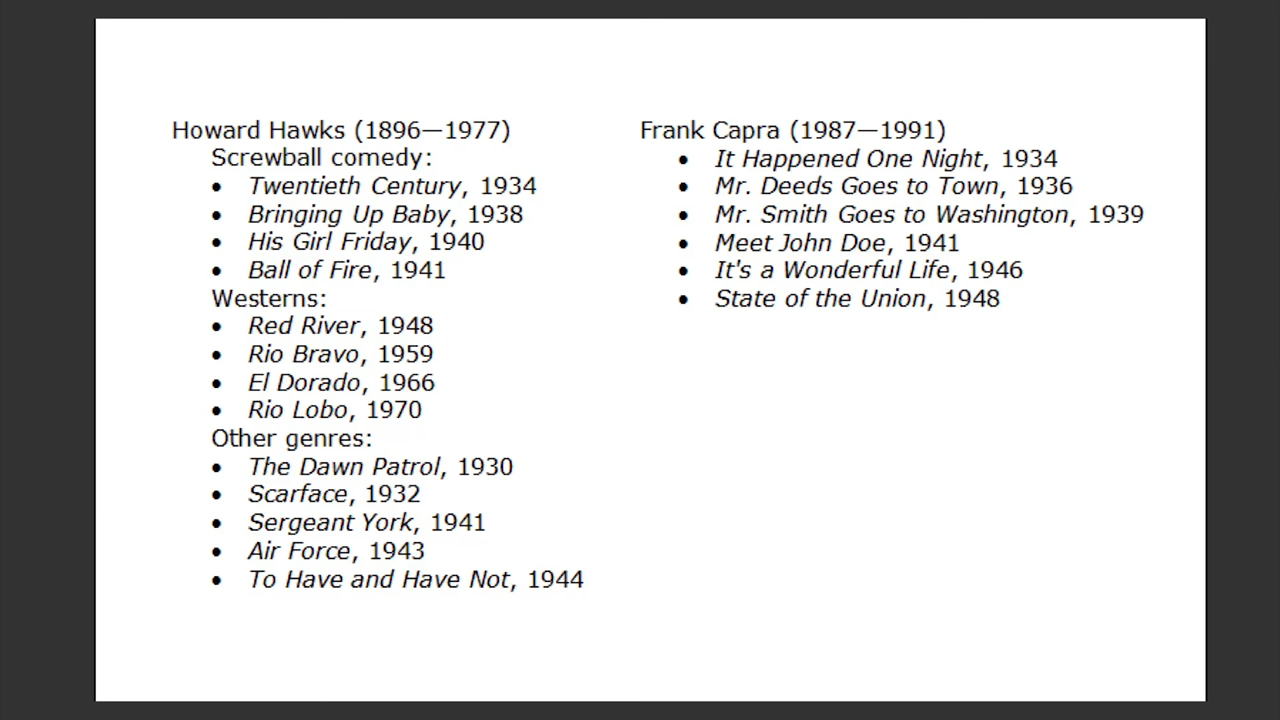 Howard Hawks (1896—1977)
Screwball comedy:
• Twentieth Century, 1934
• Bringing Up Baby, 1938
• His Girl Friday, 1940
• Ball of Fire, 1941
Westerns:
• Red River, 1948
• Rio Bravo, 1959
• El Dorado, 1966
• Rio Lobo, 1970
Other genres:
• The Dawn Patrol, 1930
• Scarface, 1932
• Sergeant York, 1941
• Air Force, 1943
• To Have and Have Not, 1944
Frank Capra (1987—1991)
• It Happened One Night, 1934
• Mr. Deeds Goes to Town, 1936
• Mr. Smith Goes to Washington, 1939
• Meet John Doe, 1941
• It's a Wonderful Life, 1946
• State of the Union, 1948